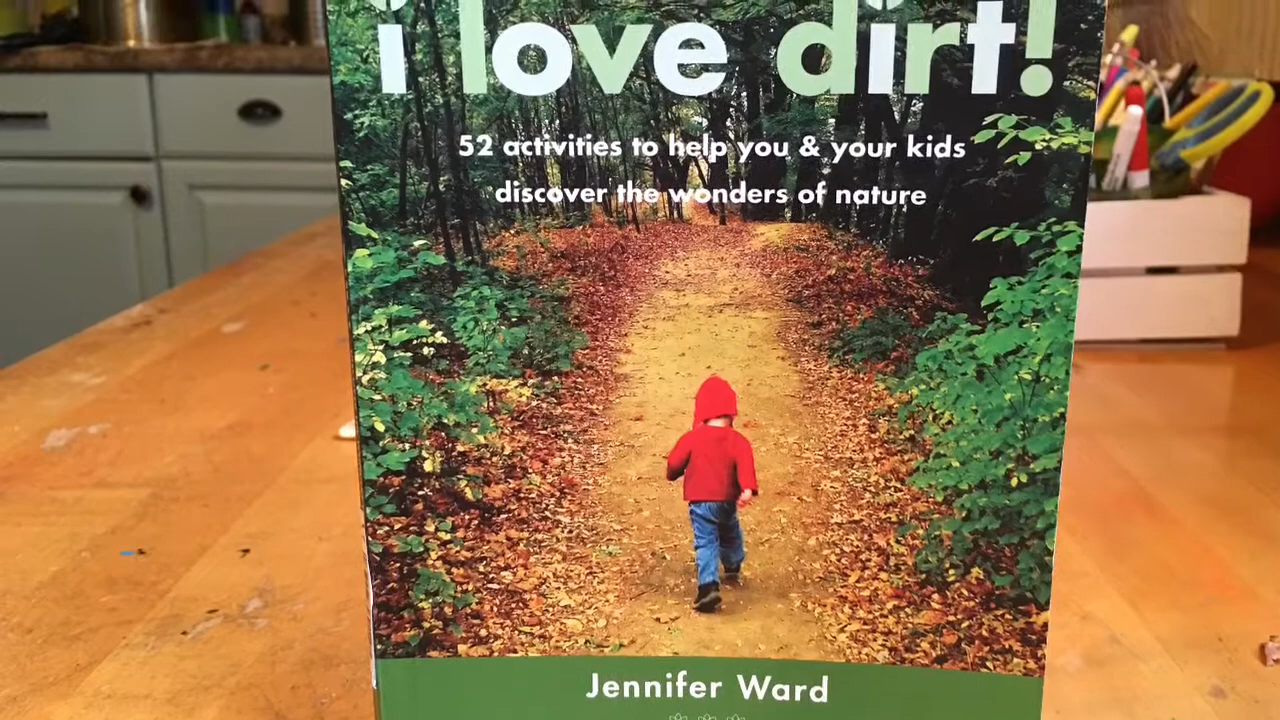 i love dirt!
52 activities to help you & your kids
discover the wonders of nature
Jennifer Ward